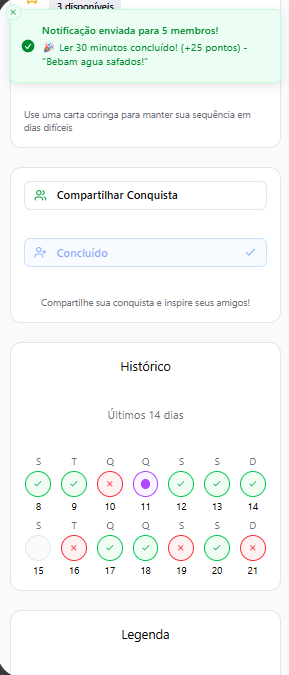 3 disponíveis
Notificação enviada para 5 membros!
🎉 Ler 30 minutos concluído! (+25 pontos) -
"Bebam agua safados!"
Use uma carta coringa para manter sua sequência em
dias difíceis
Compartilhar Conquista
Concluído
Compartilhe sua conquista e inspire seus amigos!
Histórico
Últimos 14 dias
S T Q Q S S D
8 9 10 11 12 13 14
S T Q Q S S D
15 16 17 18 19 20 21
Legenda